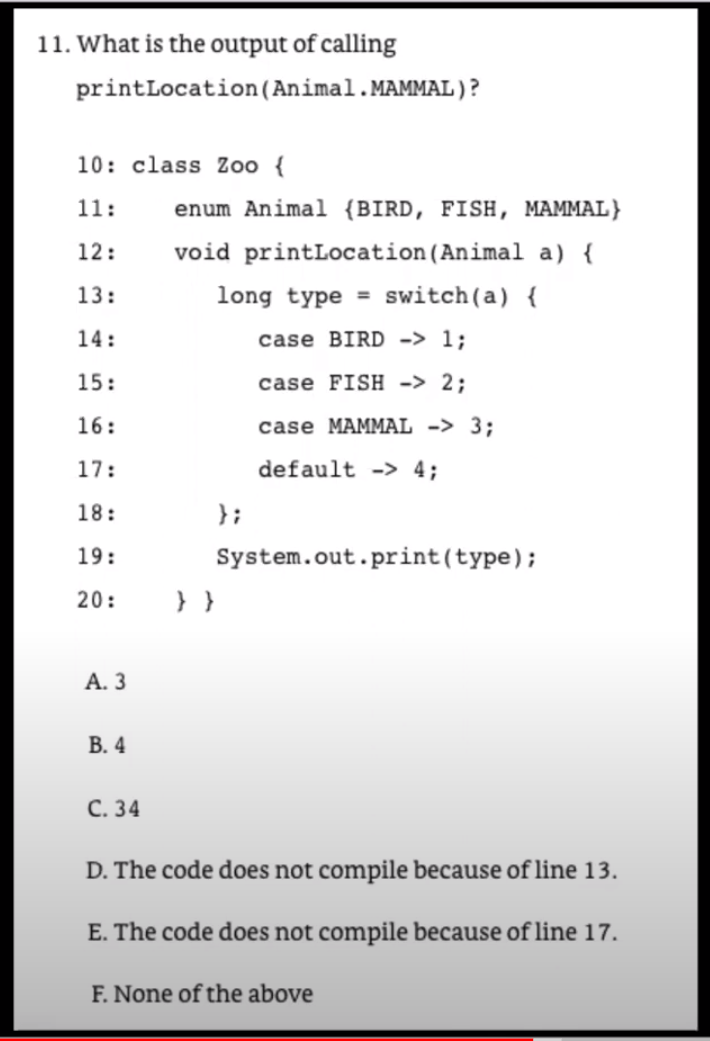 11. What is the output of calling
printLocation(Animal.MAMMAL)?
10: class Zoo {
11:    enum Animal {BIRD, FISH, MAMMAL}
12:    void printLocation(Animal a) {
13:       long type = switch(a) {
14:          case BIRD -> 1;
15:          case FISH -> 2;
16:          case MAMMAL -> 3;
17:          default -> 4;
18:       };
19:       System.out.print(type);
20:    } }
A. 3
B. 4
C. 34
D. The code does not compile because of line 13.
E. The code does not compile because of line 17.
F. None of the above